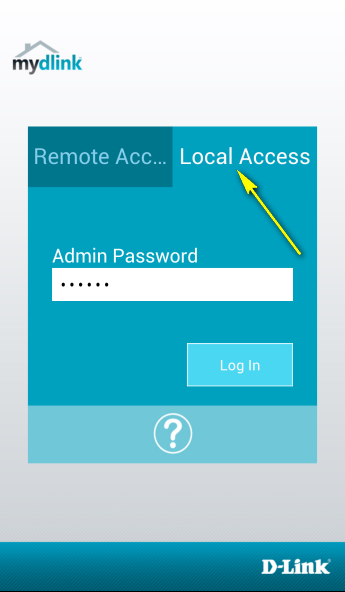 mydlink
Remote Acc...
Local Access
Admin Password
••••••
Log In
?
D-Link